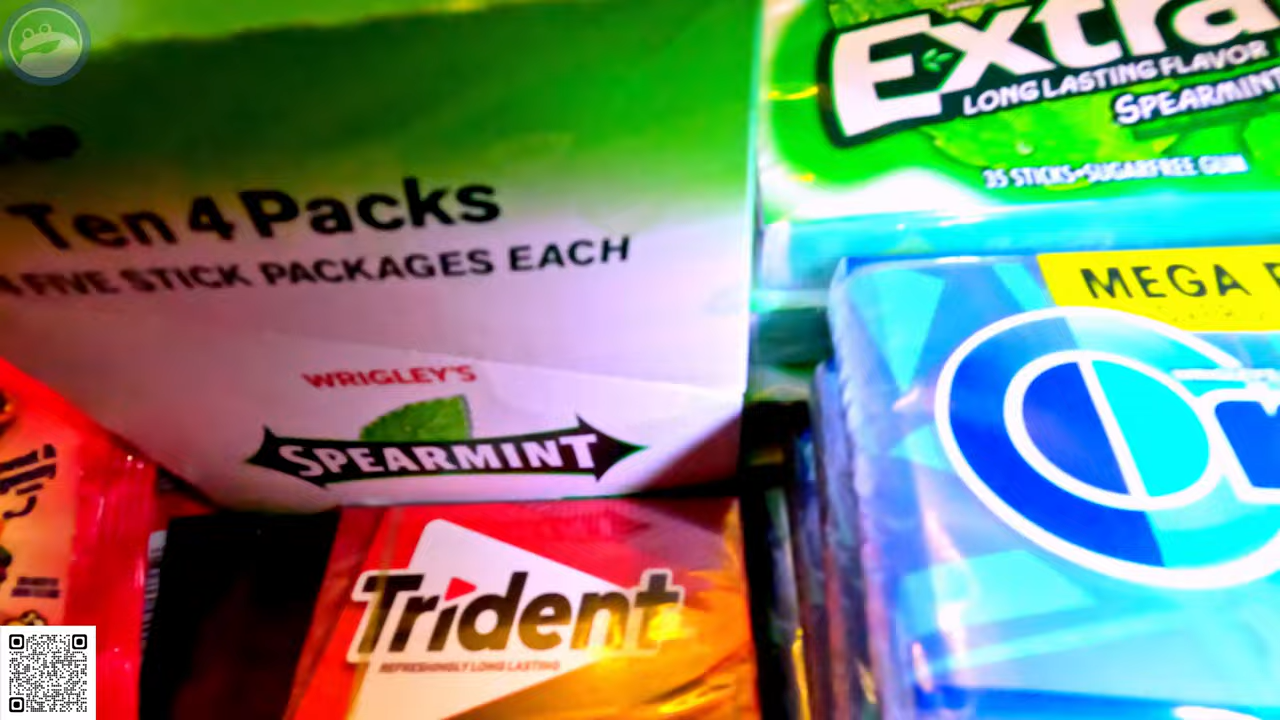 Ten 4 Packs
FIVE STICK PACKAGES EACH
WRIGLEY'S
SPEARMINT
Extra
LONG LASTING FLAVOR
SPEARMINT
35 STICKS•SUGARFREE GUM
MEGA
Trident
REFRESHINGLY LONG LASTING